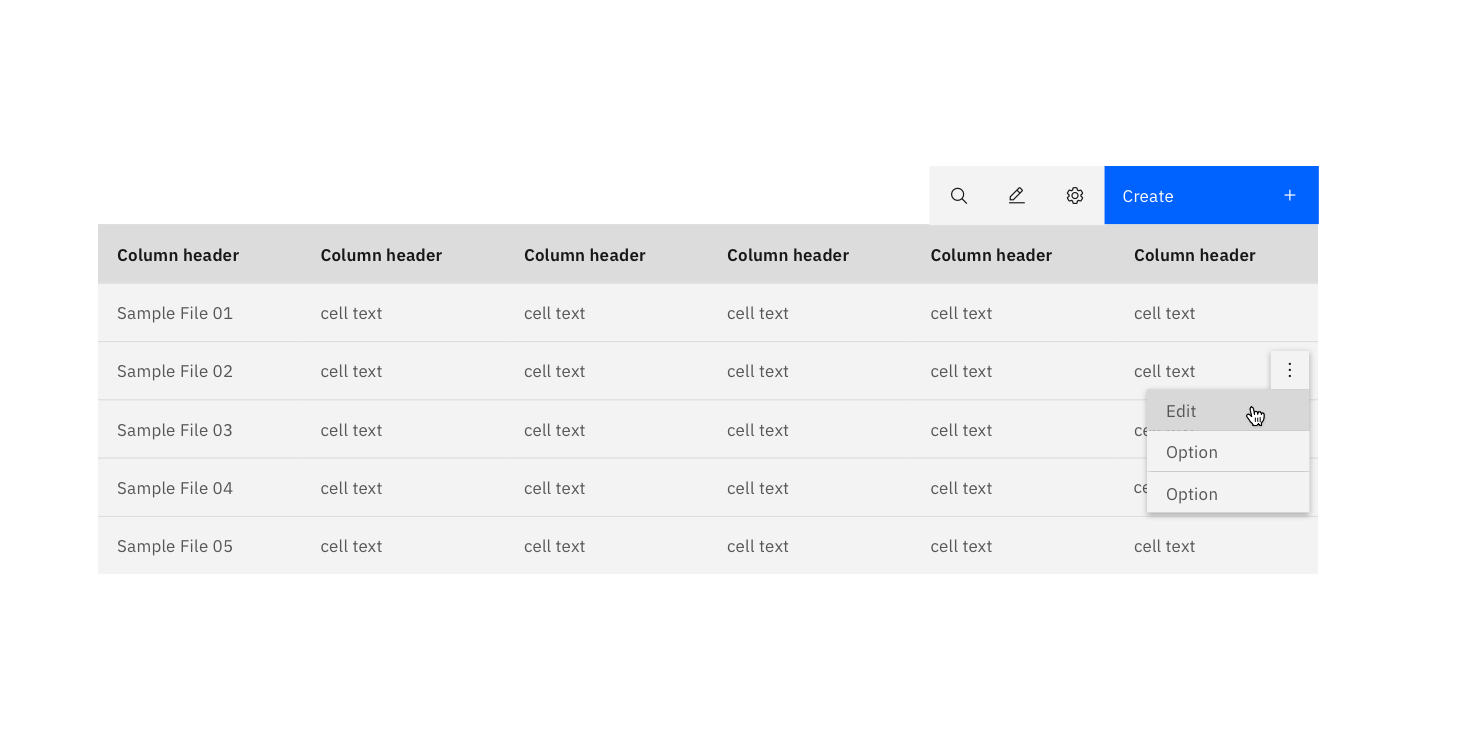 Create
Column header Column header Column header Column header Column header Column header
Sample File 01 cell text cell text cell text cell text cell text
Sample File 02 cell text cell text cell text cell text cell text
Edit
Sample File 03 cell text cell text cell text cell text
Option
Sample File 04 cell text cell text cell text cell text
Option
Sample File 05 cell text cell text cell text cell text cell text